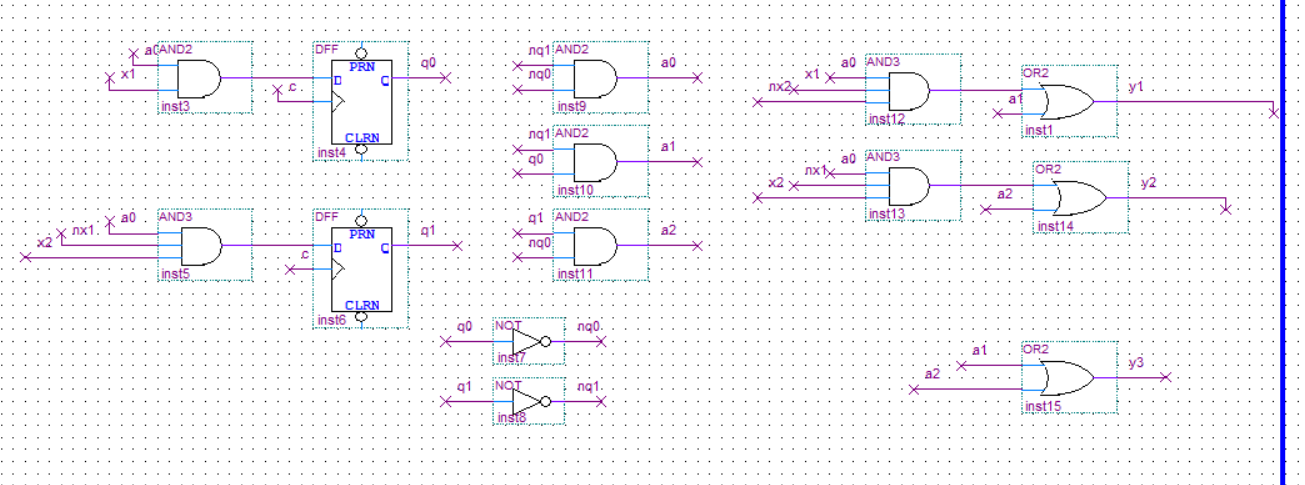 a0
AND2
x1
inst3
DFF
PRN
D
Q
c
CLRN
inst4
q0
a0
nx1
x2
AND3
inst5
DFF
PRN
D
Q
c
CLRN
inst6
q1
nq1
AND2
nq0
a0
inst9
nq1
AND2
q0
a1
inst10
q1
AND2
nq0
a2
inst11
q0
NOT
nq0
inst7
q1
NOT
nq1
inst8
a0
x1
nx2
AND3
inst12
a1
OR2
inst1
y1
a0
nx1
x2
AND3
inst13
a2
OR2
inst14
y2
a1
a2
OR2
inst15
y3